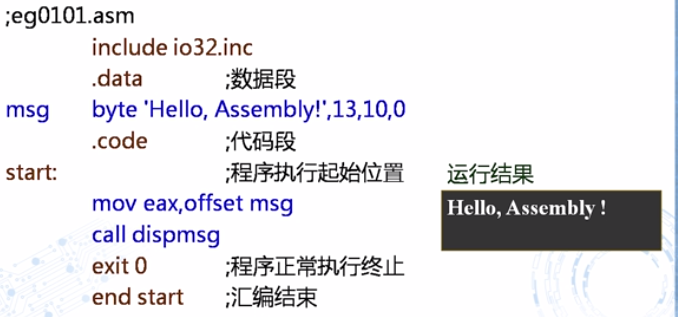 ;eg0101.asm
include io32.inc
.data ;数据段
msg byte 'Hello, Assembly!',13,10,0
.code ;代码段
start: ;程序执行起始位置
mov eax,offset msg
call dispmsg
exit 0 ;程序正常执行终止
end start ;汇编结束
运行结果
Hello, Assembly !